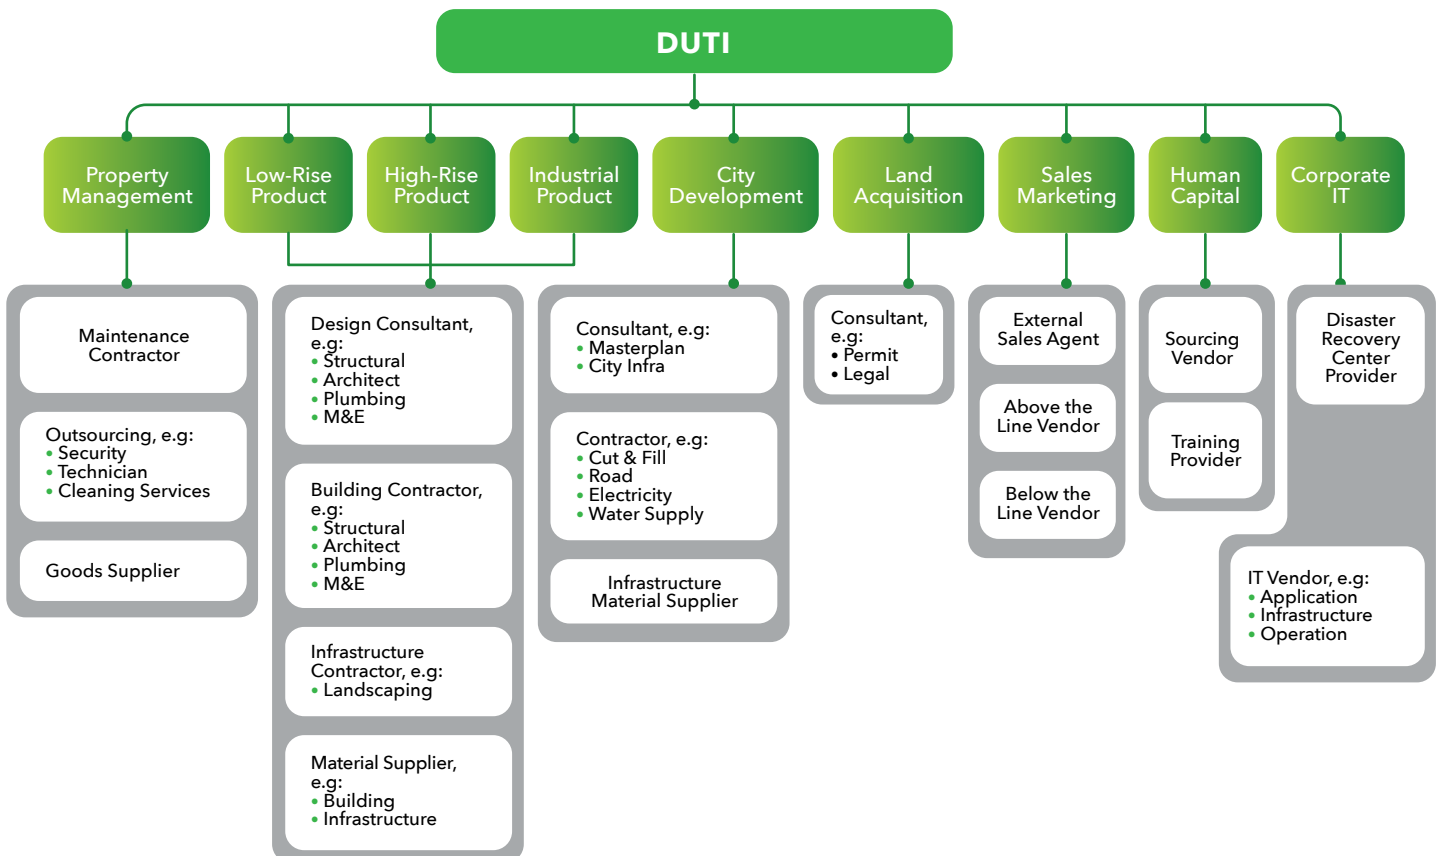 DUTI
Property
Management
Low-Rise
Product
High-Rise
Product
Industrial
Product
City
Development
Land
Acquisition
Sales
Marketing
Human
Capital
Corporate
IT
Maintenance
Contractor
Outsourcing, e.g:
• Security
• Technician
• Cleaning Services
Goods Supplier
Design Consultant,
e.g:
• Structural
• Architect
• Plumbing
• M&E
Building Contractor,
e.g:
• Structural
• Architect
• Plumbing
• M&E
Infrastructure
Contractor, e.g:
• Landscaping
Material Supplier,
e.g:
• Building
• Infrastructure
Consultant, e.g:
• Masterplan
• City Infra
Contractor, e.g:
• Cut & Fill
• Road
• Electricity
• Water Supply
Infrastructure
Material Supplier
Consultant,
e.g:
• Permit
• Legal
External
Sales Agent
Above the
Line Vendor
Below the
Line Vendor
Sourcing
Vendor
Training
Provider
Disaster
Recovery
Center
Provider
IT Vendor, e.g:
• Application
• Infrastructure
• Operation